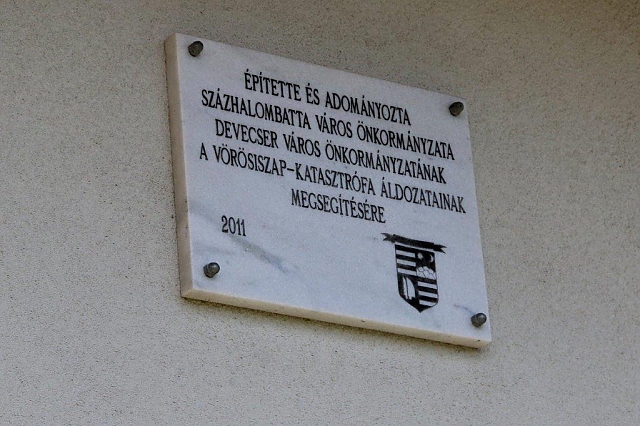 ÉPÍTETTE ÉS ADOMÁNYOZTA
SZÁZHALOMBATTA VÁROS ÖNKORMÁNYZATA
DEVECSER VÁROS ÖNKORMÁNYZATÁNAK
A VÖRÖSISZAP-KATASZTRÓFA ÁLDOZATAINAK
MEGSEGÍTÉSÉRE
2011